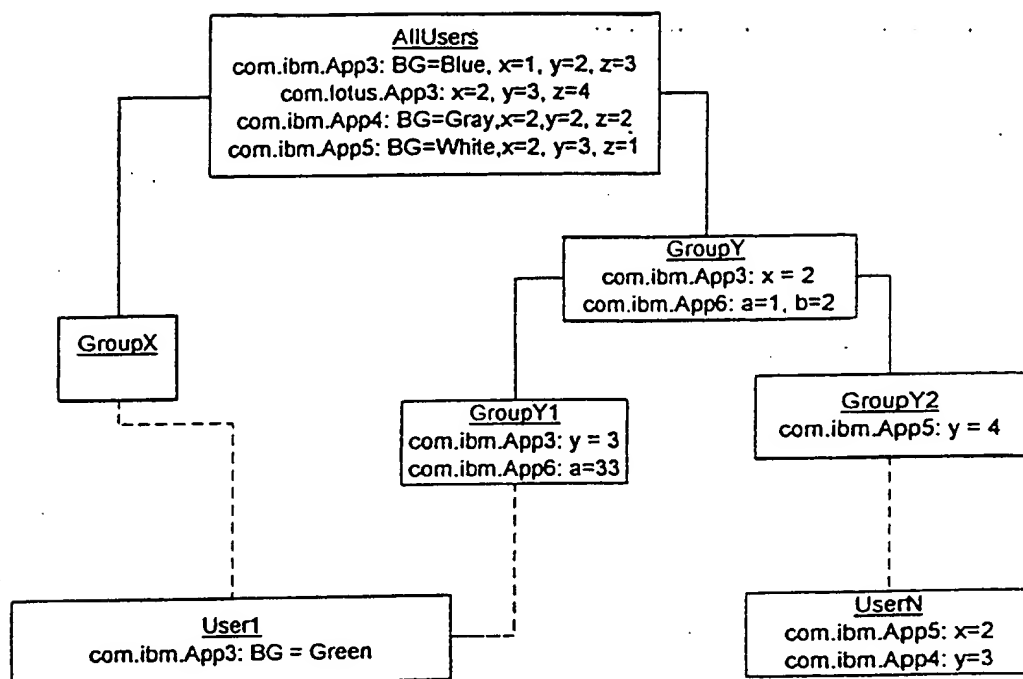 AllUsers
com.ibm.App3: BG=Blue, x=1, y=2, z=3
com.lotus.App3: x=2, y=3, z=4
com.ibm.App4: BG=Gray,x=2,y=2, z=2
com.ibm.App5: BG=White,x=2, y=3, z=1
GroupY
com.ibm.App3: x = 2
com.ibm.App6: a=1, b=2
GroupX
GroupY1
com.ibm.App3: y = 3
com.ibm.App6: a=33
GroupY2
com.ibm.App5: y = 4
User1
com.ibm.App3: BG = Green
UserN
com.ibm.App5: x=2
com.ibm.App4: y=3